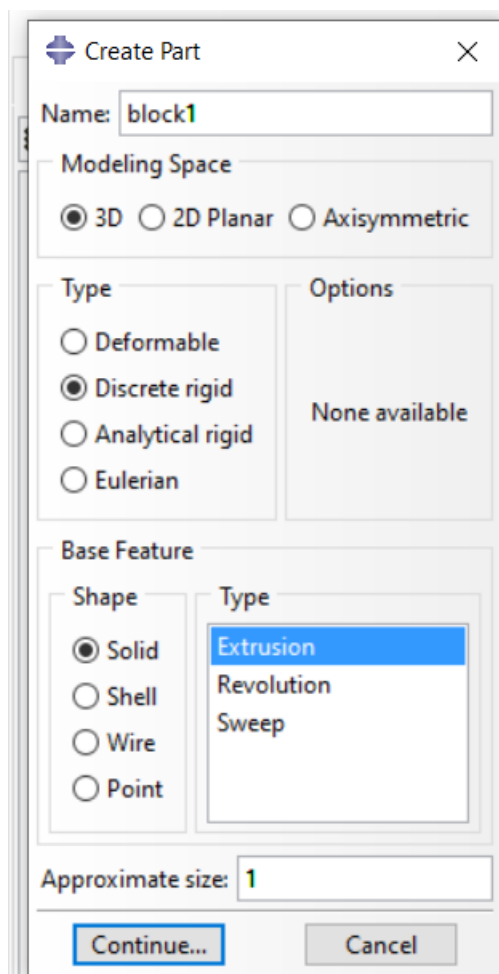 Create Part
Name: block1
Modeling Space
3D 2D Planar Axisymmetric
Type
Deformable
Discrete rigid
Analytical rigid
Eulerian
Options
None available
Base Feature
Shape
Solid
Shell
Wire
Point
Type
Extrusion
Revolution
Sweep
Approximate size: 1
Continue... Cancel